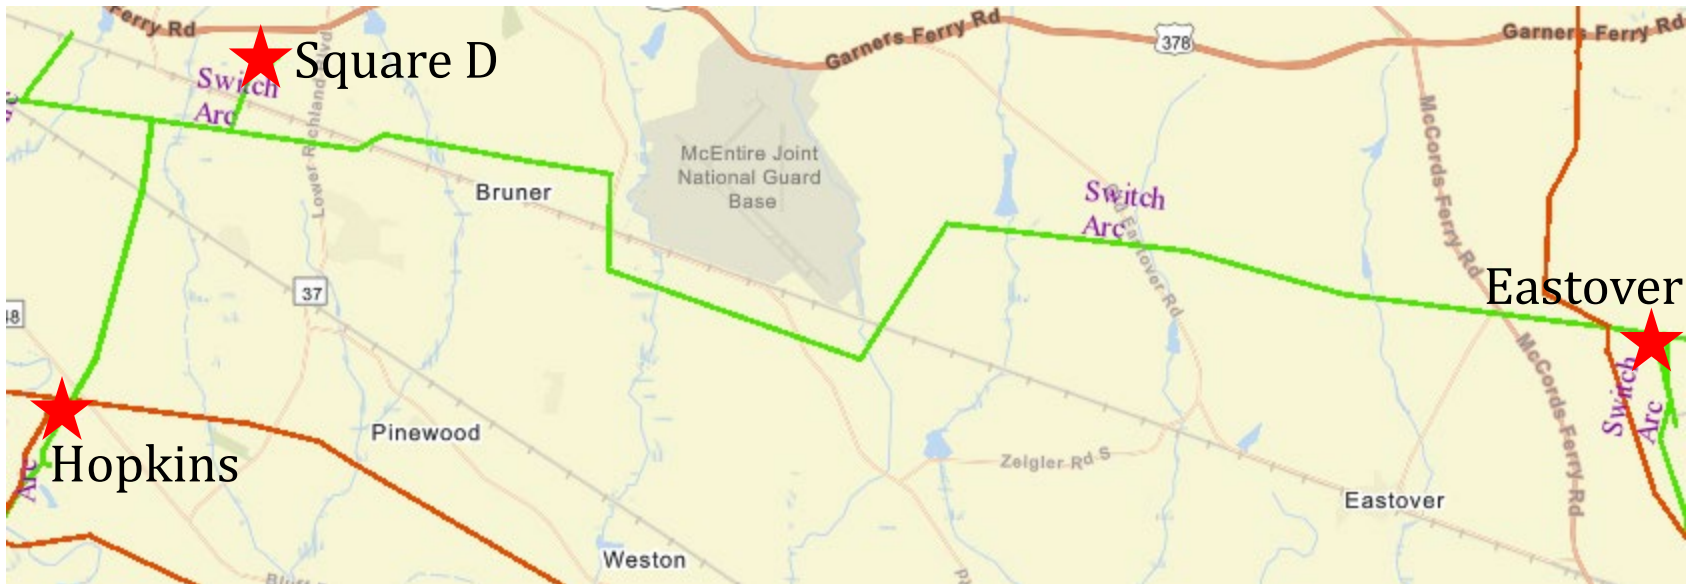 Ferry Rd
Square D
Garners Ferry Rd
378
Garners Ferry Rd
Switch
Arc
Lower Richland Blvd
McCords Ferry Rd
McEntire Joint
National Guard
Base
Bruner
Switch
Arc
Old Eastover Rd
37
Eastover
48
McCords Ferry Rd
Switch
Arc
Pinewood
Hopkins
Arc
Zeigler Rd S
Eastover
Weston